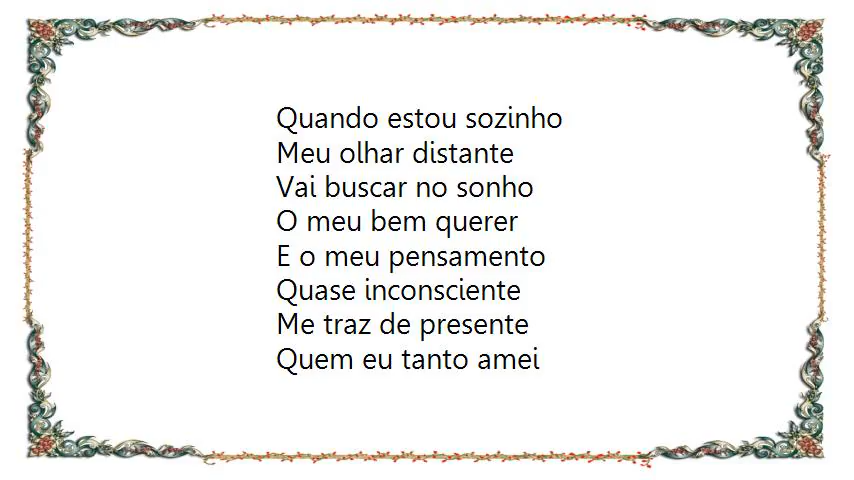 Quando estou sozinho
Meu olhar distante
Vai buscar no sonho
O meu bem querer
E o meu pensamento
Quase inconsciente
Me traz de presente
Quem eu tanto amei